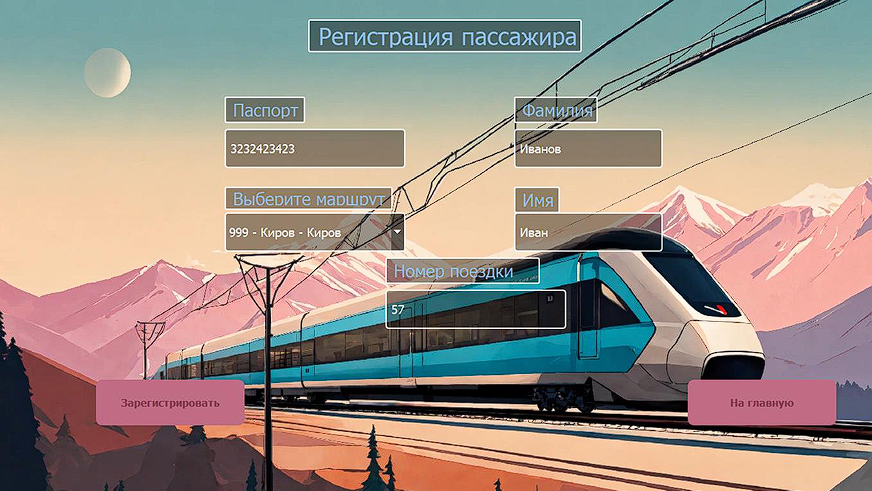 Регистрация пассажира
Паспорт
3232423423
Фамилия
Иванов
Выберите маршрут
999 - Киров - Киров
Имя
Иван
Номер поездки
57
Зарегистрировать
На главную